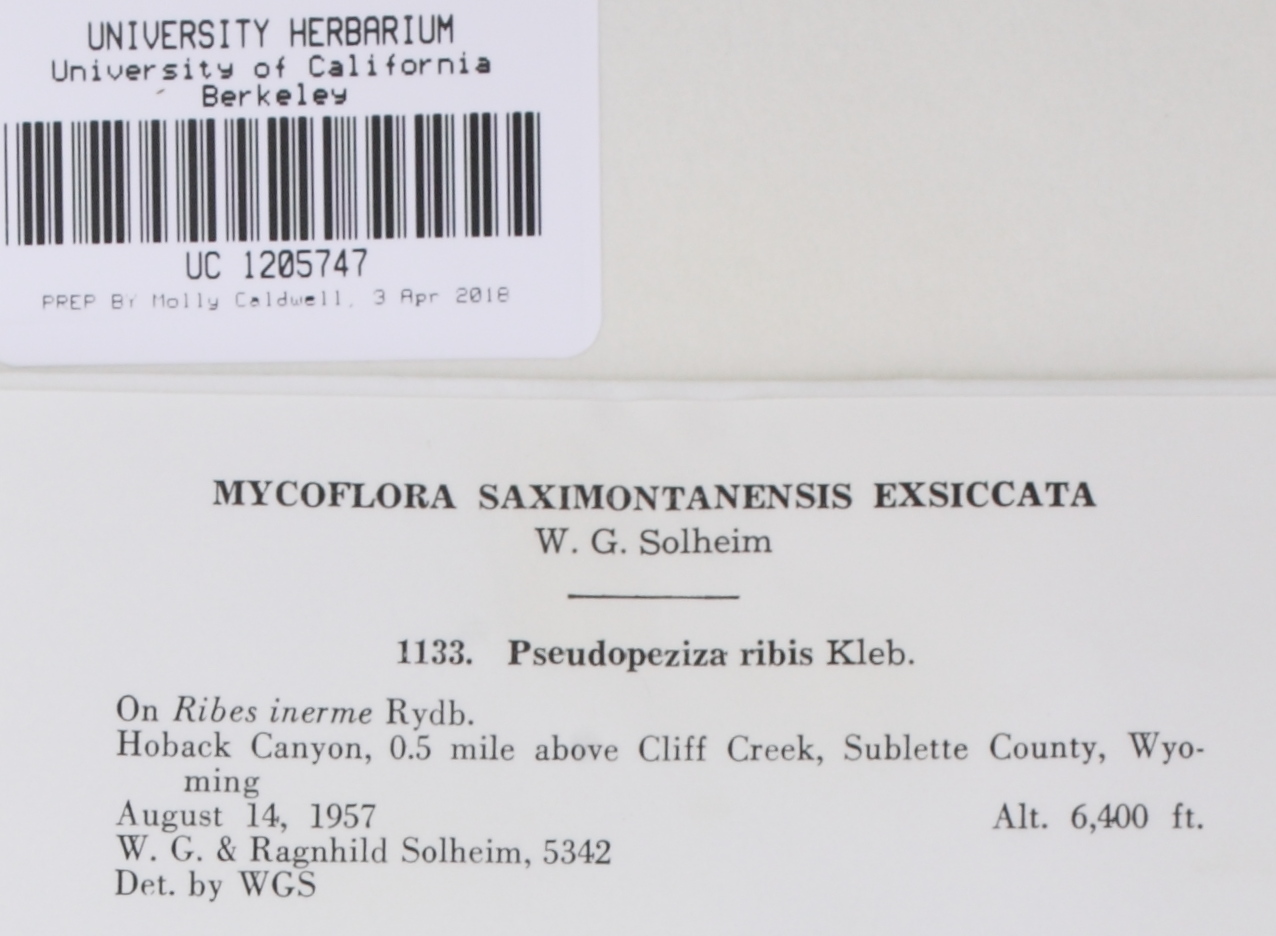 UNIVERSITY HERBARIUM
University of California
Berkeley
UC 1205747
PREP BY Molly Caldwell, 3 Apr 2018
MYCOFLORA SAXIMONTANENSIS EXSICCATA
W. G. Solheim
1133. Pseudopeziza ribis Kleb.
On Ribes inerme Rydb.
Hoback Canyon, 0.5 mile above Cliff Creek, Sublette County, Wyo-
ming
August 14, 1957 Alt. 6,400 ft.
W. G. & Ragnhild Solheim, 5342
Det. by WGS